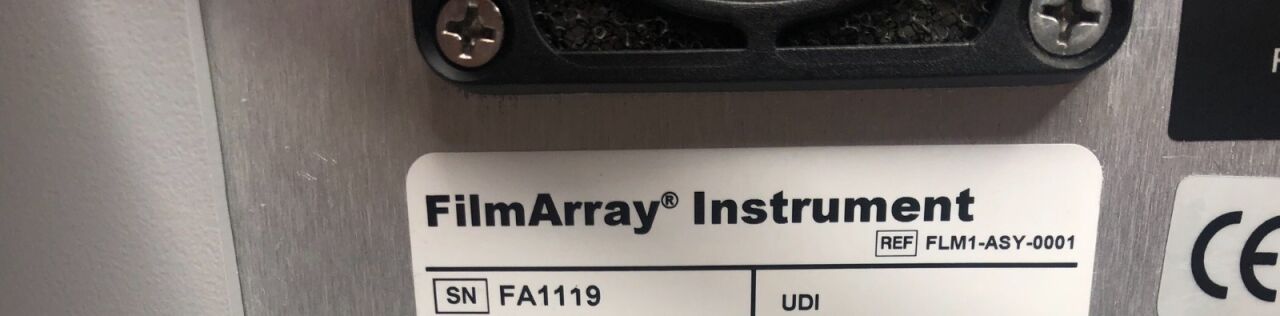 FilmArray® Instrument
REF FLM1-ASY-0001
SN FA1119
UDI
CE